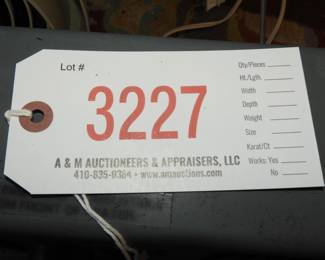 Lot #
3227
A & M AUCTIONEERS & APPRAISERS, LLC
410-835-0384 • www.amauctions.com
Qty/Pieces
Ht./Lgth.
Width
Depth
Weight
Size
Karat/Ct.
Works: Yes
No